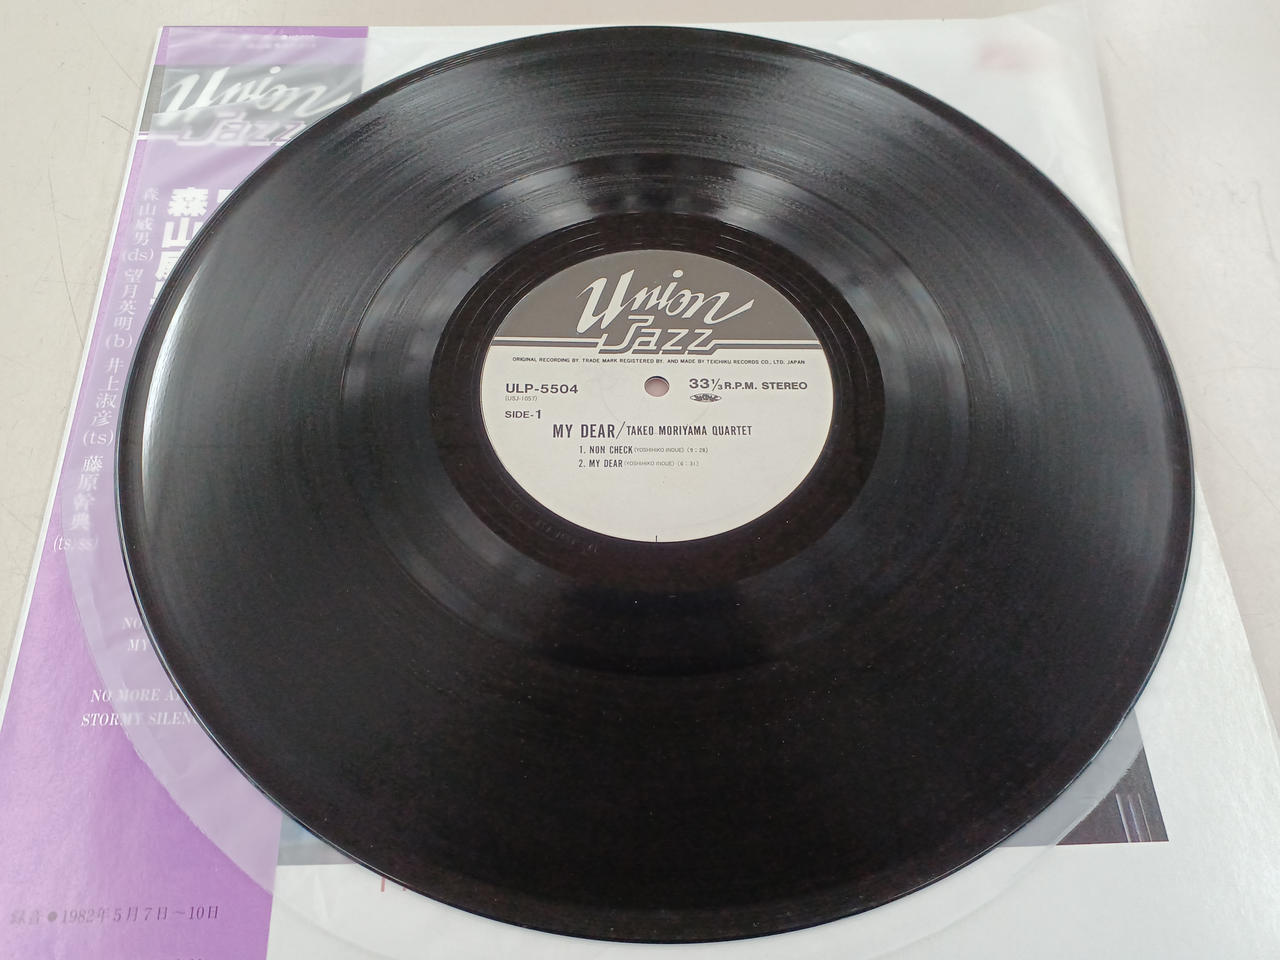 Union
Jazz
森山威
森山威男(ds) 望月英明(b) 井上淑彦(ts) 藤原幹典(ts/ss)
NO
MY
NO MORE A
STORMY SILENC
録音●1982年5月7日~10日
Union
Jazz
ORIGINAL RECORDING BY. TRADE MARK REGISTERED BY. AND MADE BY TEICHIKU RECORDS CO., LTD. JAPAN
ULP-5504
33⅓ R.P.M. STEREO
(USJ-1057)
SIDE-1
MY DEAR/TAKEO MORIYAMA QUARTET
1. NON CHECK (YOSHIHIKO INOUE) (9:28)
2. MY DEAR (YOSHIHIKO INOUE) (6:31)